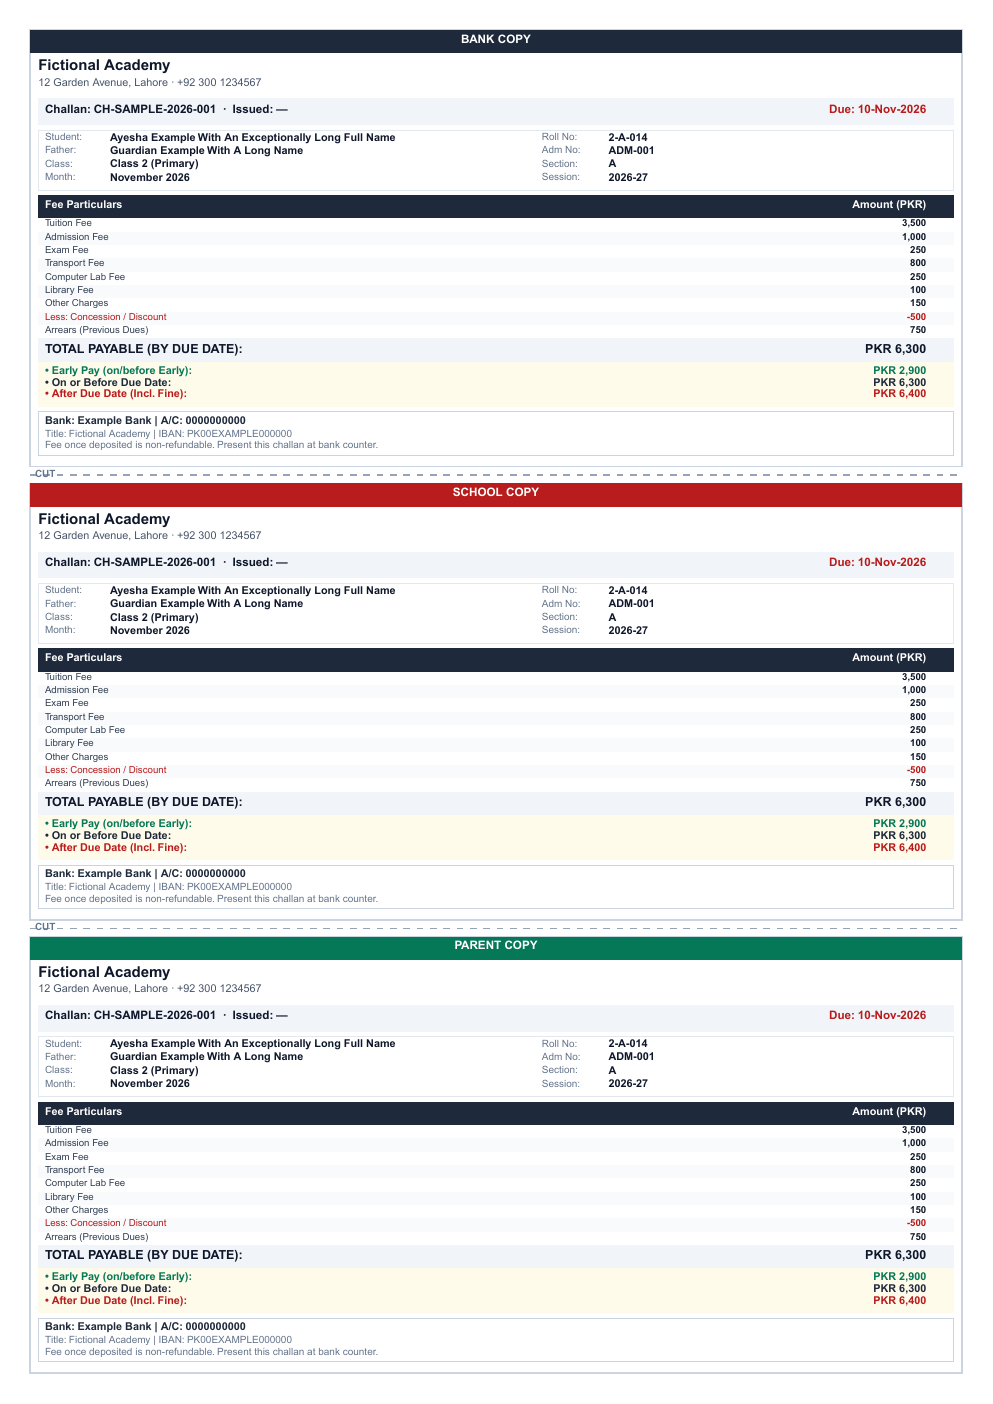 BANK COPY
Fictional Academy
12 Garden Avenue, Lahore · +92 300 1234567
Challan: CH-SAMPLE-2026-001 · Issued: — Due: 10-Nov-2026
Student: Ayesha Example With An Exceptionally Long Full Name Roll No: 2-A-014
Father: Guardian Example With A Long Name Adm No: ADM-001
Class: Class 2 (Primary) Section: A
Month: November 2026 Session: 2026-27
Fee Particulars Amount (PKR)
Tuition Fee 3,500
Admission Fee 1,000
Exam Fee 250
Transport Fee 800
Computer Lab Fee 250
Library Fee 100
Other Charges 150
Less: Concession / Discount -500
Arrears (Previous Dues) 750
TOTAL PAYABLE (BY DUE DATE): PKR 6,300
• Early Pay (on/before Early): PKR 2,900
• On or Before Due Date: PKR 6,300
• After Due Date (Incl. Fine): PKR 6,400
Bank: Example Bank | A/C: 0000000000
Title: Fictional Academy | IBAN: PK00EXAMPLE000000
Fee once deposited is non-refundable. Present this challan at bank counter.
CUT
SCHOOL COPY
Fictional Academy
12 Garden Avenue, Lahore · +92 300 1234567
Challan: CH-SAMPLE-2026-001 · Issued: — Due: 10-Nov-2026
Student: Ayesha Example With An Exceptionally Long Full Name Roll No: 2-A-014
Father: Guardian Example With A Long Name Adm No: ADM-001
Class: Class 2 (Primary) Section: A
Month: November 2026 Session: 2026-27
Fee Particulars Amount (PKR)
Tuition Fee 3,500
Admission Fee 1,000
Exam Fee 250
Transport Fee 800
Computer Lab Fee 250
Library Fee 100
Other Charges 150
Less: Concession / Discount -500
Arrears (Previous Dues) 750
TOTAL PAYABLE (BY DUE DATE): PKR 6,300
• Early Pay (on/before Early): PKR 2,900
• On or Before Due Date: PKR 6,300
• After Due Date (Incl. Fine): PKR 6,400
Bank: Example Bank | A/C: 0000000000
Title: Fictional Academy | IBAN: PK00EXAMPLE000000
Fee once deposited is non-refundable. Present this challan at bank counter.
CUT
PARENT COPY
Fictional Academy
12 Garden Avenue, Lahore · +92 300 1234567
Challan: CH-SAMPLE-2026-001 · Issued: — Due: 10-Nov-2026
Student: Ayesha Example With An Exceptionally Long Full Name Roll No: 2-A-014
Father: Guardian Example With A Long Name Adm No: ADM-001
Class: Class 2 (Primary) Section: A
Month: November 2026 Session: 2026-27
Fee Particulars Amount (PKR)
Tuition Fee 3,500
Admission Fee 1,000
Exam Fee 250
Transport Fee 800
Computer Lab Fee 250
Library Fee 100
Other Charges 150
Less: Concession / Discount -500
Arrears (Previous Dues) 750
TOTAL PAYABLE (BY DUE DATE): PKR 6,300
• Early Pay (on/before Early): PKR 2,900
• On or Before Due Date: PKR 6,300
• After Due Date (Incl. Fine): PKR 6,400
Bank: Example Bank | A/C: 0000000000
Title: Fictional Academy | IBAN: PK00EXAMPLE000000
Fee once deposited is non-refundable. Present this challan at bank counter.